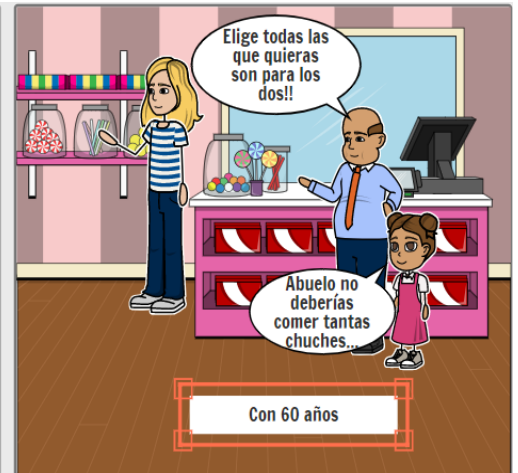 Elige todas las
que quieras
son para los
dos!!
Abuelo no
deberías
comer tantas
chuches...
Con 60 años